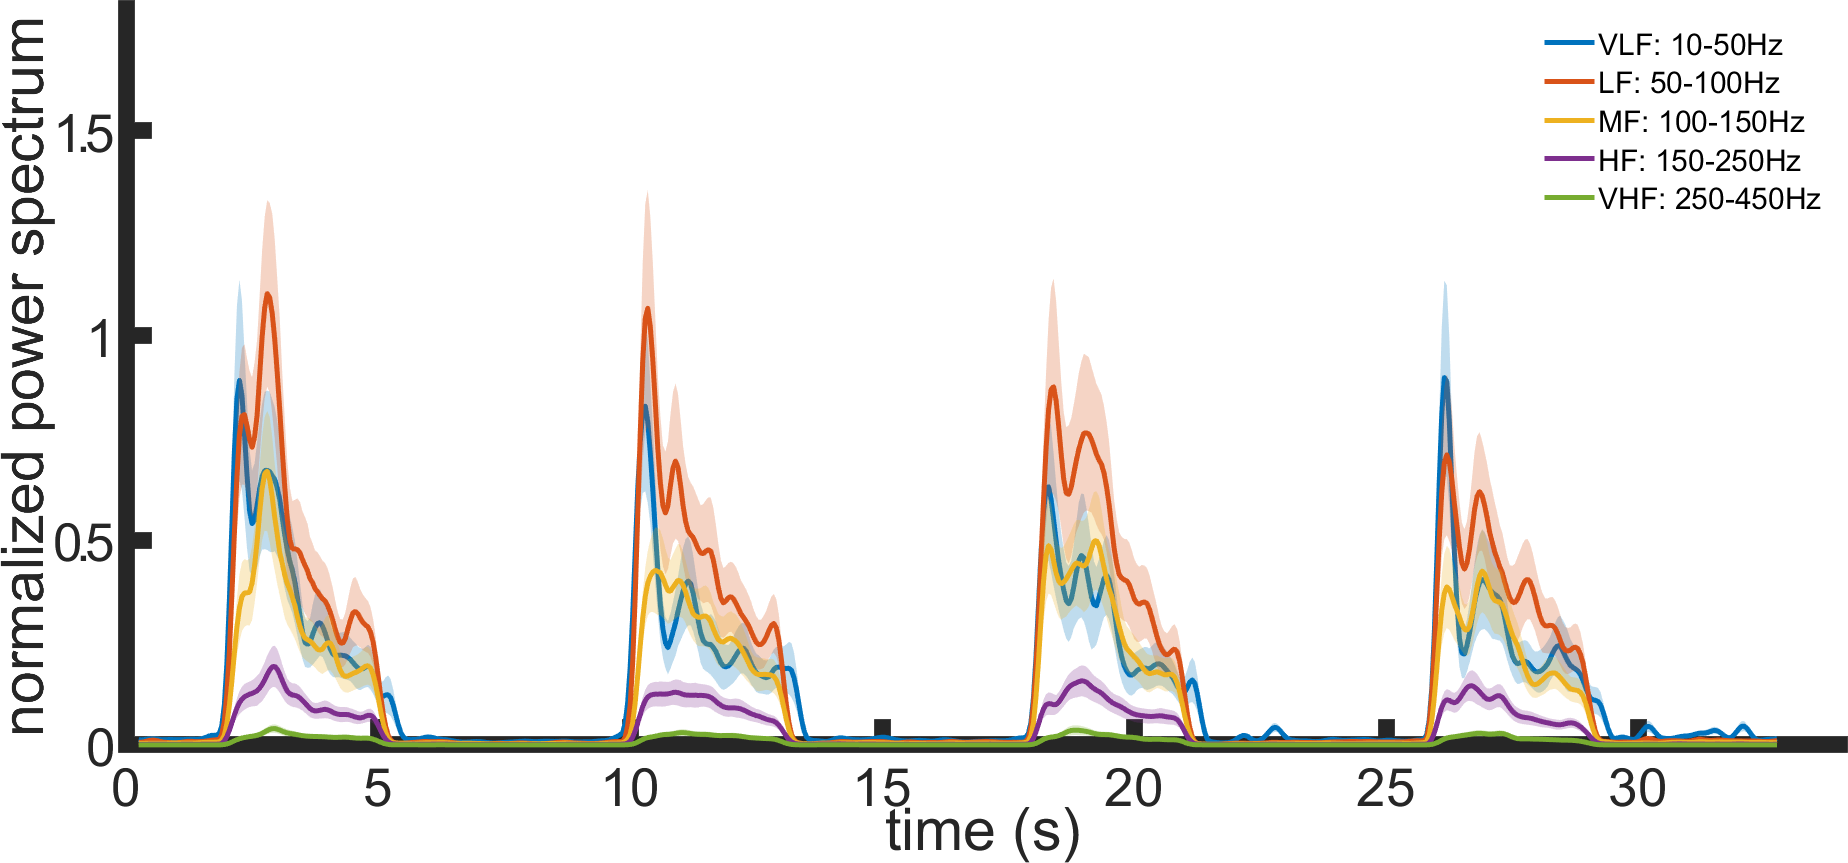 normalized power spectrum
1.5
1
0.5
0
0 5 10 15 20 25 30
time (s)
VLF: 10-50Hz
LF: 50-100Hz
MF: 100-150Hz
HF: 150-250Hz
VHF: 250-450Hz